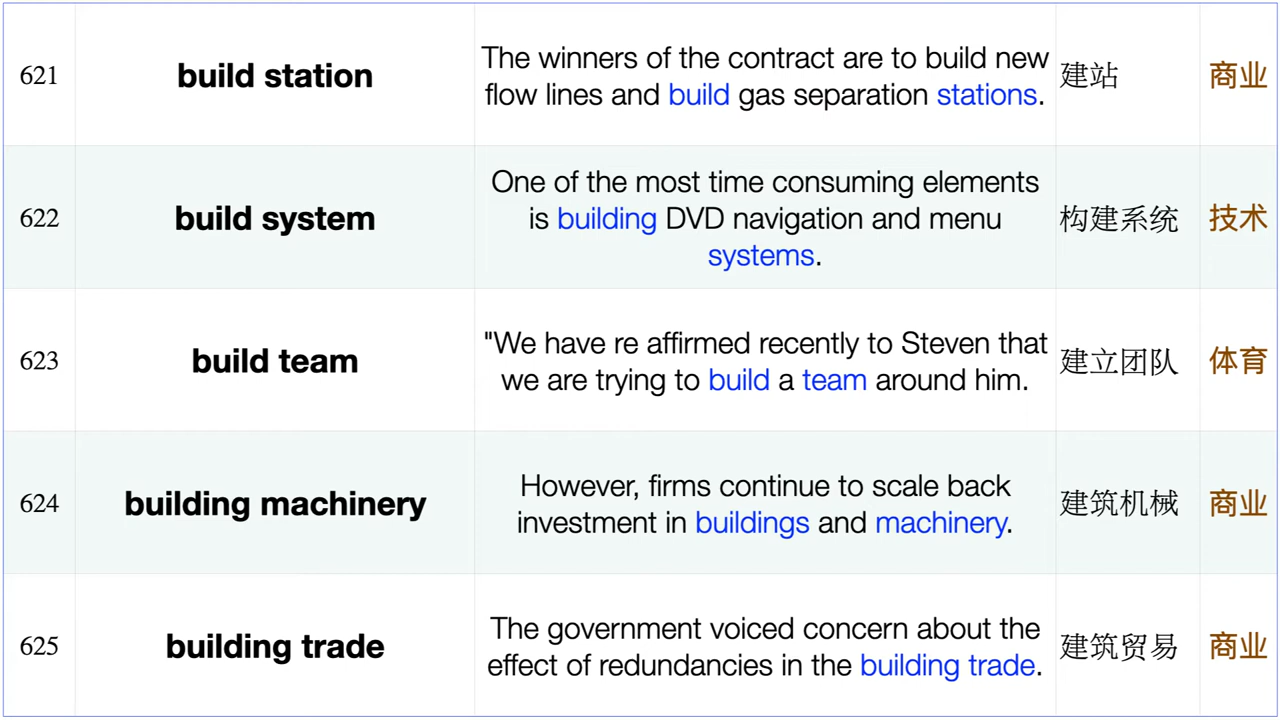 621 build station The winners of the contract are to build new 建站 商业
flow lines and build gas separation stations.
622 build system One of the most time consuming elements 构建系统 技术
is building DVD navigation and menu
systems.
623 build team "We have re affirmed recently to Steven that 建立团队 体育
we are trying to build a team around him.
624 building machinery However, firms continue to scale back 建筑机械 商业
investment in buildings and machinery.
625 building trade The government voiced concern about the 建筑贸易 商业
effect of redundancies in the building trade.